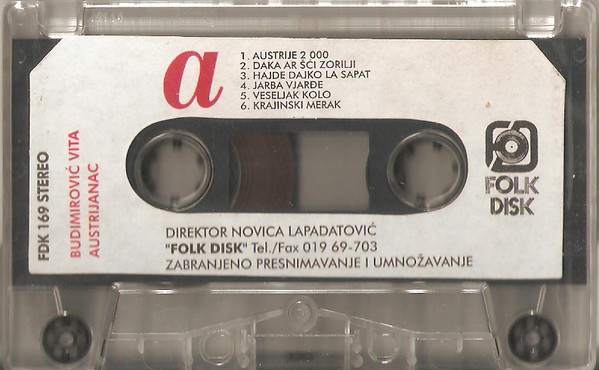 a
1. AUSTRIJE 2 000
2. DAKA AR ŠĆI ZORILJI
3. HAJDE DAJKO LA SAPAT
4. JARBA VJARĐE
5. VESELJAK KOLO
6. KRAJINSKI MERAK
FDK 169 STEREO
BUDIMIROVIĆ VITA
AUSTRIJANAC
FOLK
DISK
DIREKTOR NOVICA LAPADATOVIĆ
"FOLK DISK" Tel./Fax 019 69-703
ZABRANJENO PRESNIMAVANJE I UMNOŽAVANJE